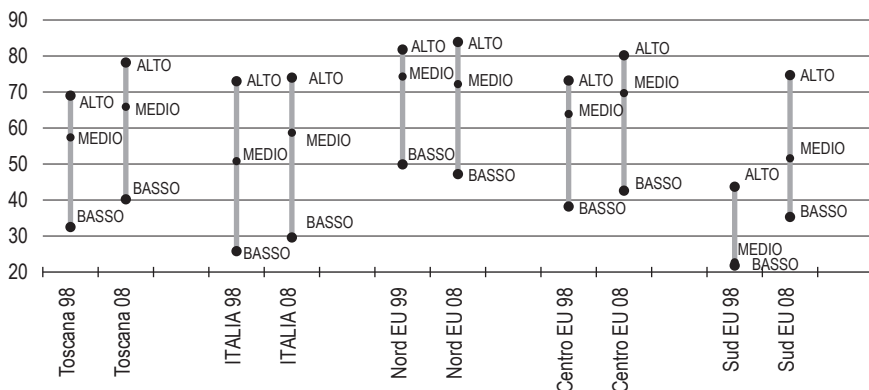 90
80
70
60
50
40
30
20
ALTO
MEDIO
BASSO
ALTO
MEDIO
BASSO
ALTO
MEDIO
BASSO
ALTO
MEDIO
BASSO
ALTO
MEDIO
BASSO
ALTO
MEDIO
BASSO
ALTO
MEDIO
BASSO
ALTO
MEDIO
BASSO
ALTO
MEDIO
BASSO
ALTO
MEDIO
BASSO
Toscana 98
Toscana 08
ITALIA 98
ITALIA 08
Nord EU 99
Nord EU 08
Centro EU 98
Centro EU 08
Sud EU 98
Sud EU 08